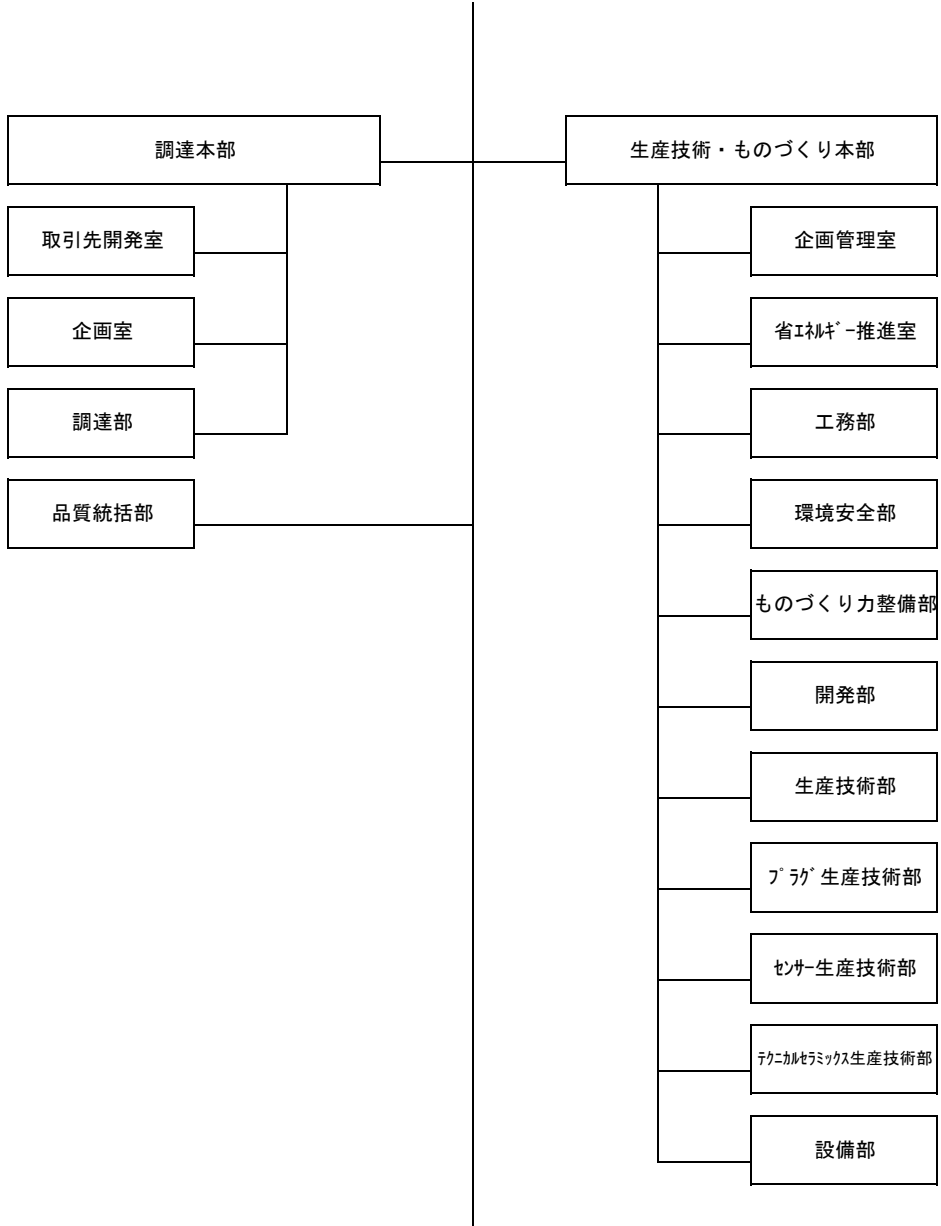 調達本部
取引先開発室
企画室
調達部
品質統括部
生産技術・ものづくり本部
企画管理室
省ｴﾈﾙｷﾞｰ推進室
工務部
環境安全部
ものづくり力整備部
開発部
生産技術部
ﾌﾟﾗｸﾞ生産技術部
ｾﾝｻｰ生産技術部
ﾃｸﾆｶﾙｾﾗﾐｯｸｽ生産技術部
設備部